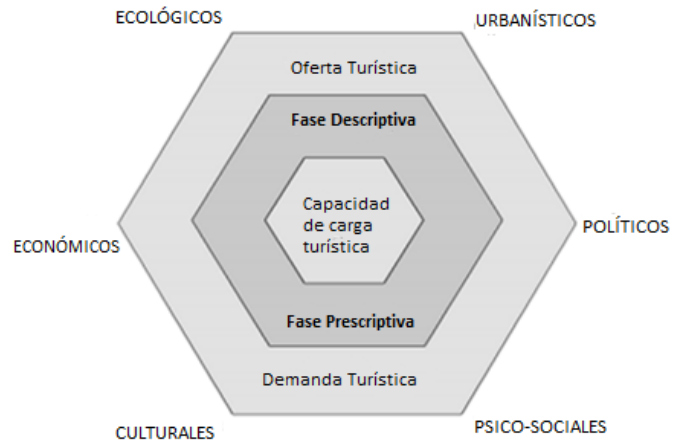 ECOLÓGICOS
URBANÍSTICOS
Oferta Turística
Fase Descriptiva
Capacidad
de carga
turística
ECONÓMICOS
POLÍTICOS
Fase Prescriptiva
Demanda Turística
CULTURALES
PSICO-SOCIALES